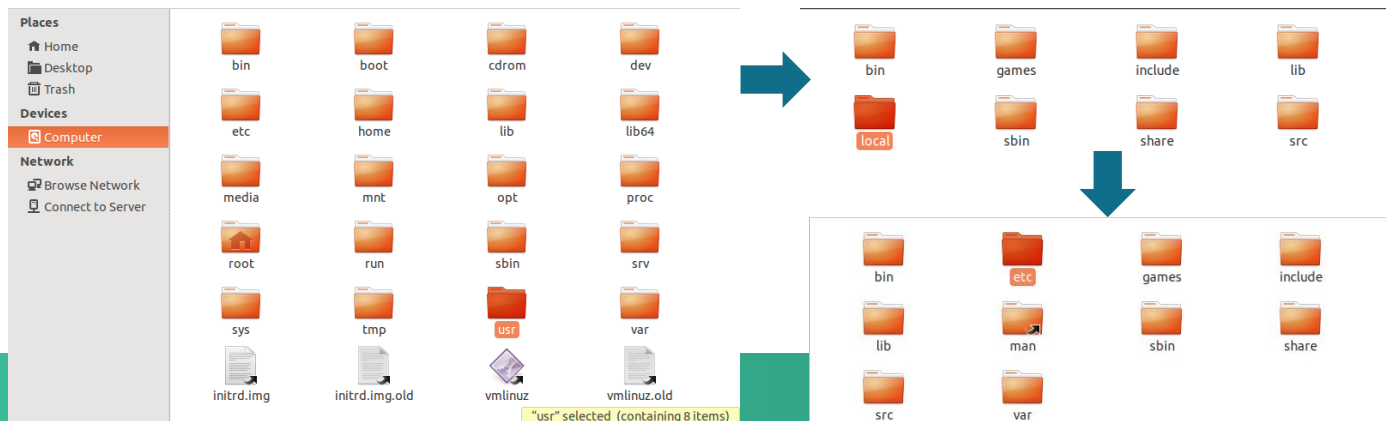 Places
Home
Desktop
Trash
Devices
Computer
Network
Browse Network
Connect to Server
bin boot cdrom dev
etc home lib lib64
media mnt opt proc
root run sbin srv
sys tmp usr var
initrd.img initrd.img.old vmlinuz vmlinuz.old
"usr" selected (containing 8 items)
bin games include lib
local sbin share src
bin etc games include
lib man sbin share
src var